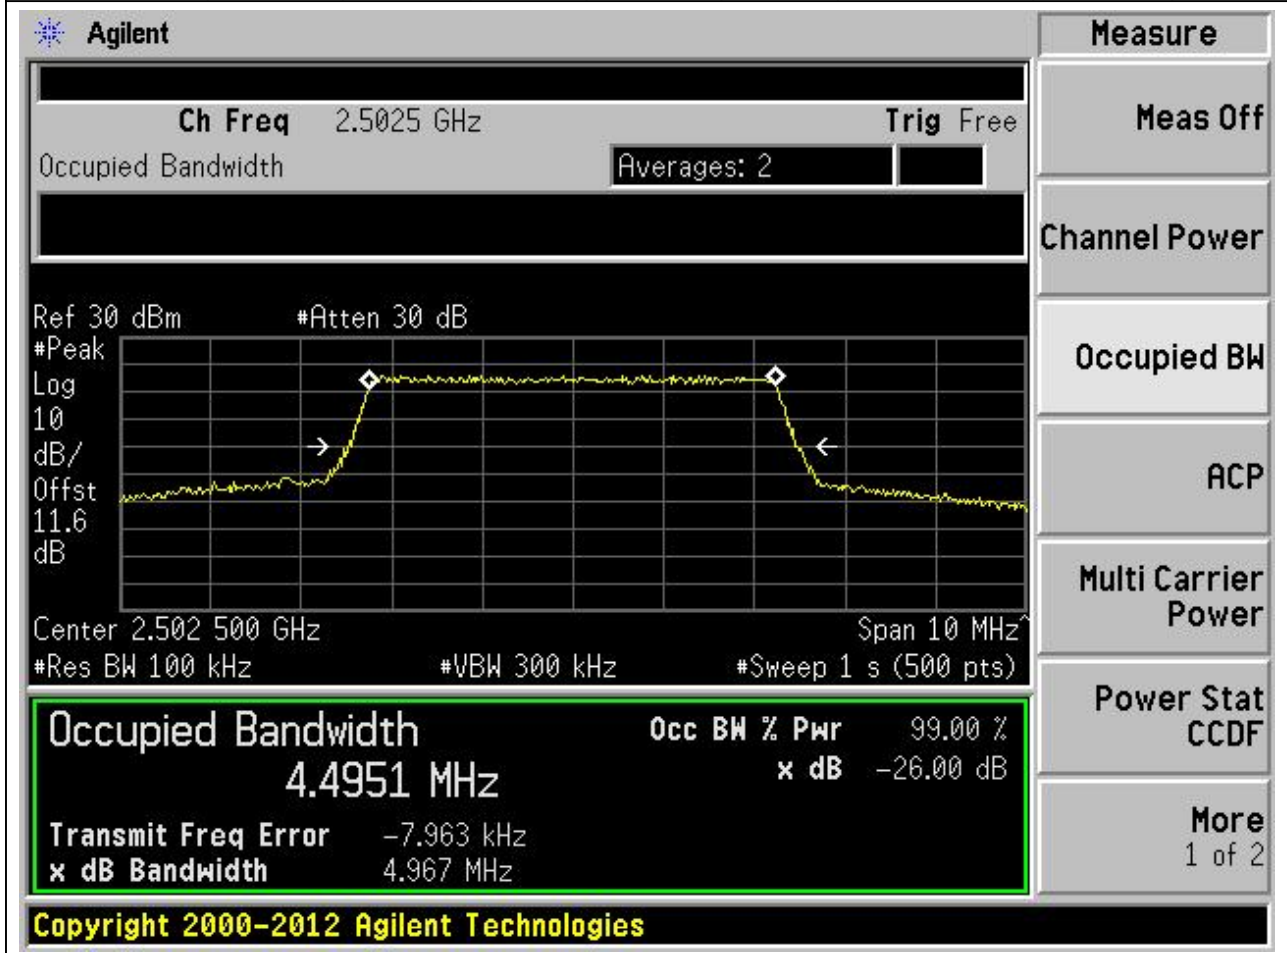 Agilent
Measure
Ch Freq 2.5025 GHz Trig Free
Meas Off
Occupied Bandwidth Averages: 2
Channel Power
Ref 30 dBm #Atten 30 dB
#Peak
Log
10
dB/
Offst
11.6
dB
Occupied BW
ACP
Center 2.502 500 GHz Span 10 MHz^
#Res BW 100 kHz #VBW 300 kHz #Sweep 1 s (500 pts)
Multi Carrier
Power
Occupied Bandwidth Occ BW % Pwr 99.00 %
4.4951 MHz x dB -26.00 dB
Transmit Freq Error -7.963 kHz
x dB Bandwidth 4.967 MHz
Power Stat
CCDF
More
1 of 2
Copyright 2000-2012 Agilent Technologies